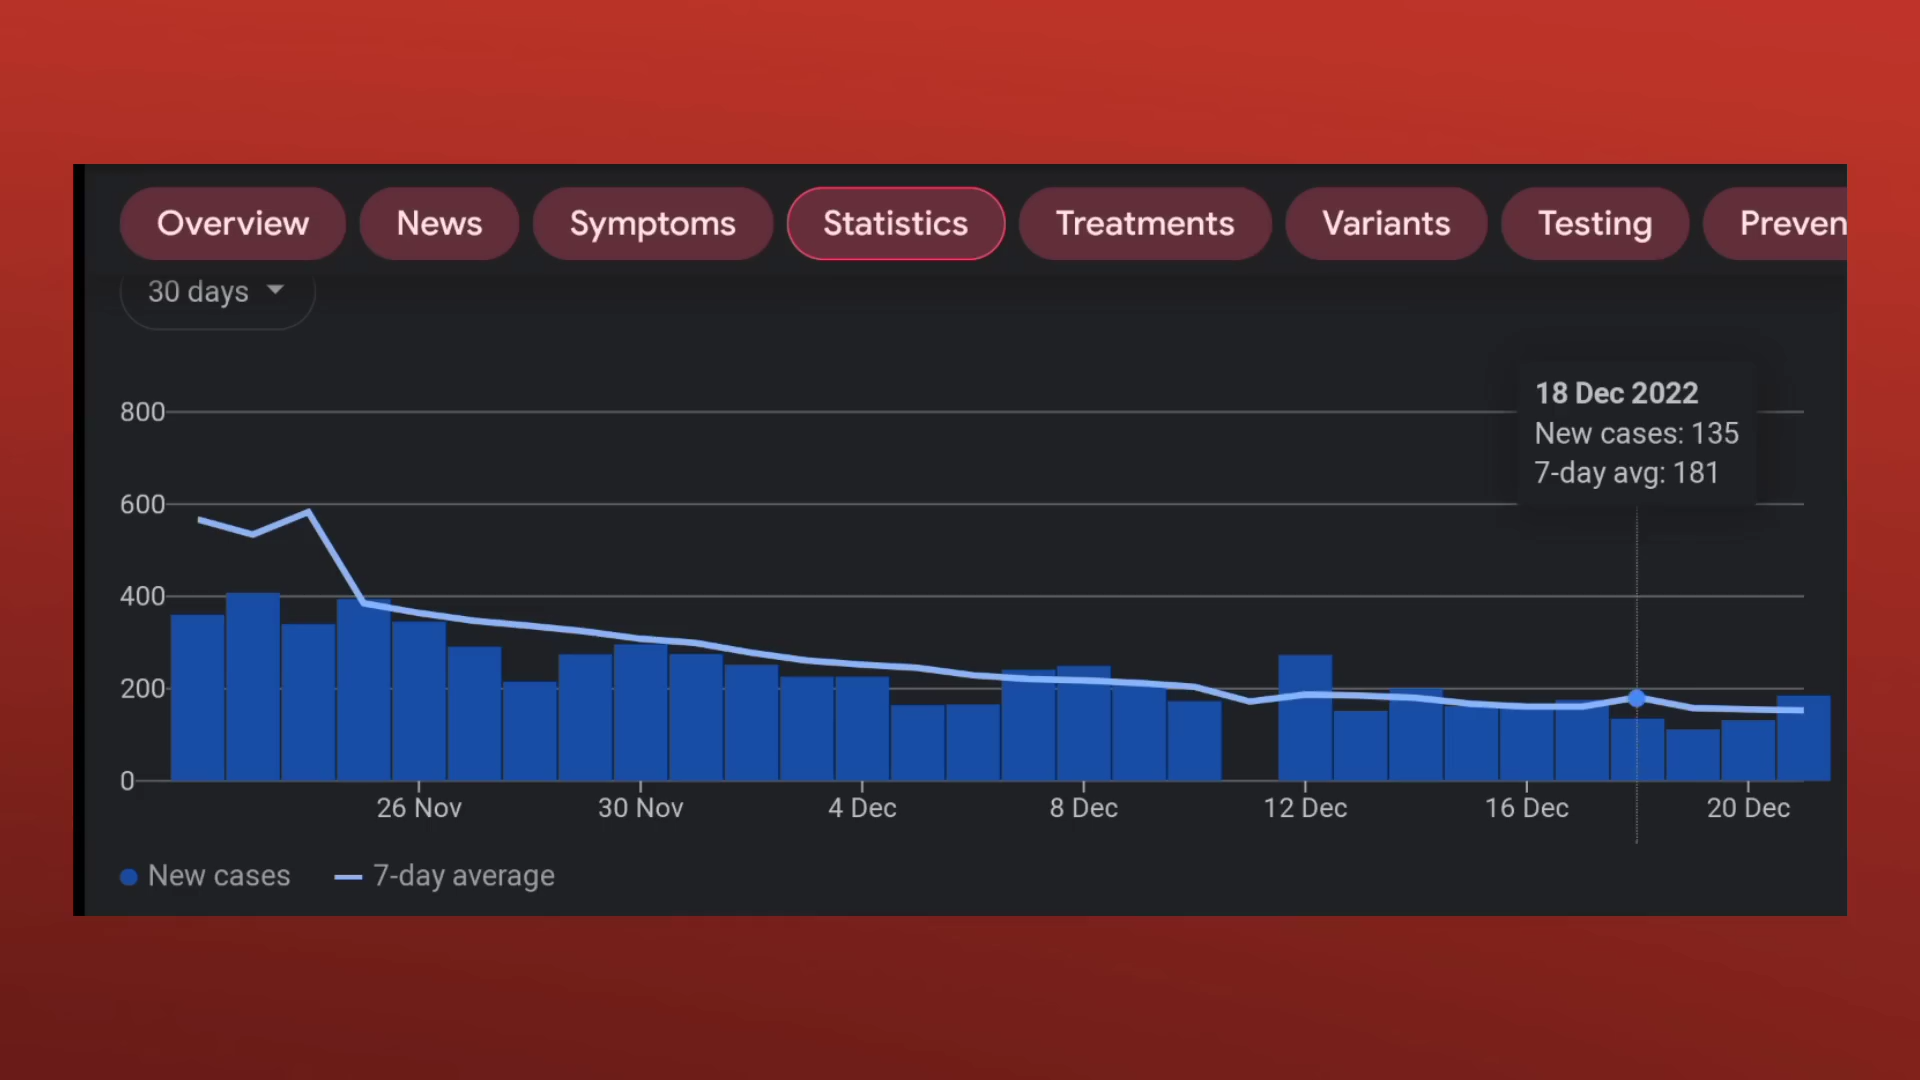 Overview News Symptoms Statistics Treatments Variants Testing Preven
30 days
18 Dec 2022
New cases: 135
7-day avg: 181
800
600
400
200
0
26 Nov 30 Nov 4 Dec 8 Dec 12 Dec 16 Dec 20 Dec
New cases 7-day average